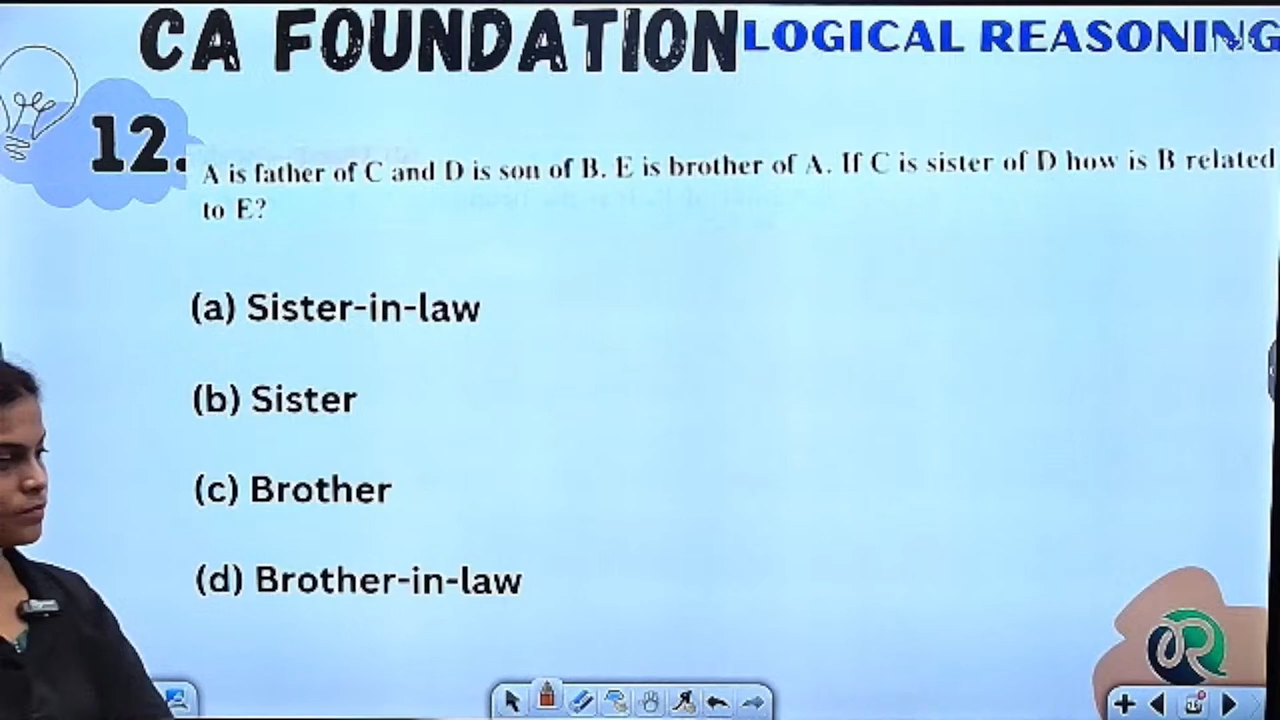 CA FOUNDATION LOGICAL REASONING
12.
A is father of C and D is son of B. E is brother of A. If C is sister of D how is B related
to E?
(a) Sister-in-law
(b) Sister
(c) Brother
(d) Brother-in-law